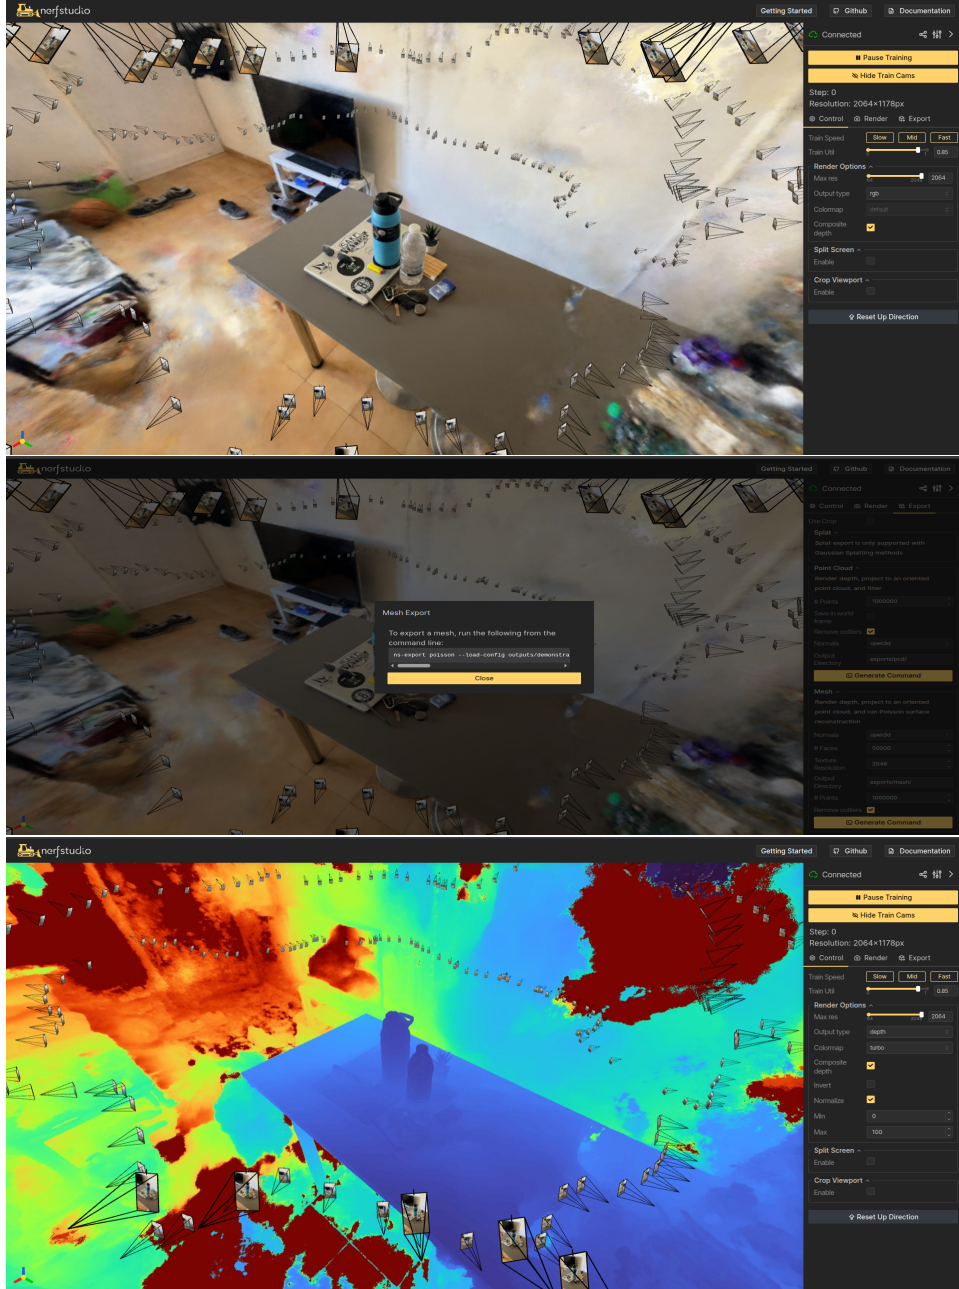 nerfstudio
Getting Started Github Documentation
Connected
Pause Training
Hide Train Cams
Step: 0
Resolution: 2064×1178px
Control Render Export
Train Speed Slow Mid Fast
Train Util 0.85
Render Options
Max res 2064
Output type rgb
Colormap default
Composite depth
Split Screen
Enable
Crop Viewport
Enable
Reset Up Direction
nerfstudio
Getting Started Github Documentation
Connected
Control Render Export
Use Crop
Splat
Splat export is only supported with
Gaussian Splatting methods
Point Cloud
Render depth, project to an oriented
point cloud, and filter
# Points 1000000
Save in world
frame
Remove outliers
Normals open3d
Output
Directory exports/pcd/
Generate Command
Mesh
Render depth, project to an oriented
point cloud, and run Poisson surface
reconstruction
Normals open3d
# Faces 50000
Texture
Resolution 2048
Output
Directory exports/mesh/
# Points 1000000
Remove outliers
Generate Command
Mesh Export
To export a mesh, run the following from the
command line:
ns-export poisson --load-config outputs/demonstra
Close
nerfstudio
Getting Started Github Documentation
Connected
Pause Training
Hide Train Cams
Step: 0
Resolution: 2064×1178px
Control Render Export
Train Speed Slow Mid Fast
Train Util 0.85
Render Options
Max res 2064
Output type depth
Colormap turbo
Composite
depth
Invert
Normalize
Min 0
Max 100
Split Screen
Enable
Crop Viewport
Enable
Reset Up Direction